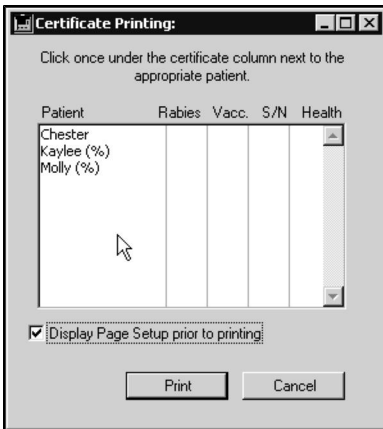 Certificate Printing:
Click once under the certificate column next to the
appropriate patient.
Patient Rabies Vacc. S/N Health
Chester
Kaylee (%)
Molly (%)
Display Page Setup prior to printing
Print Cancel